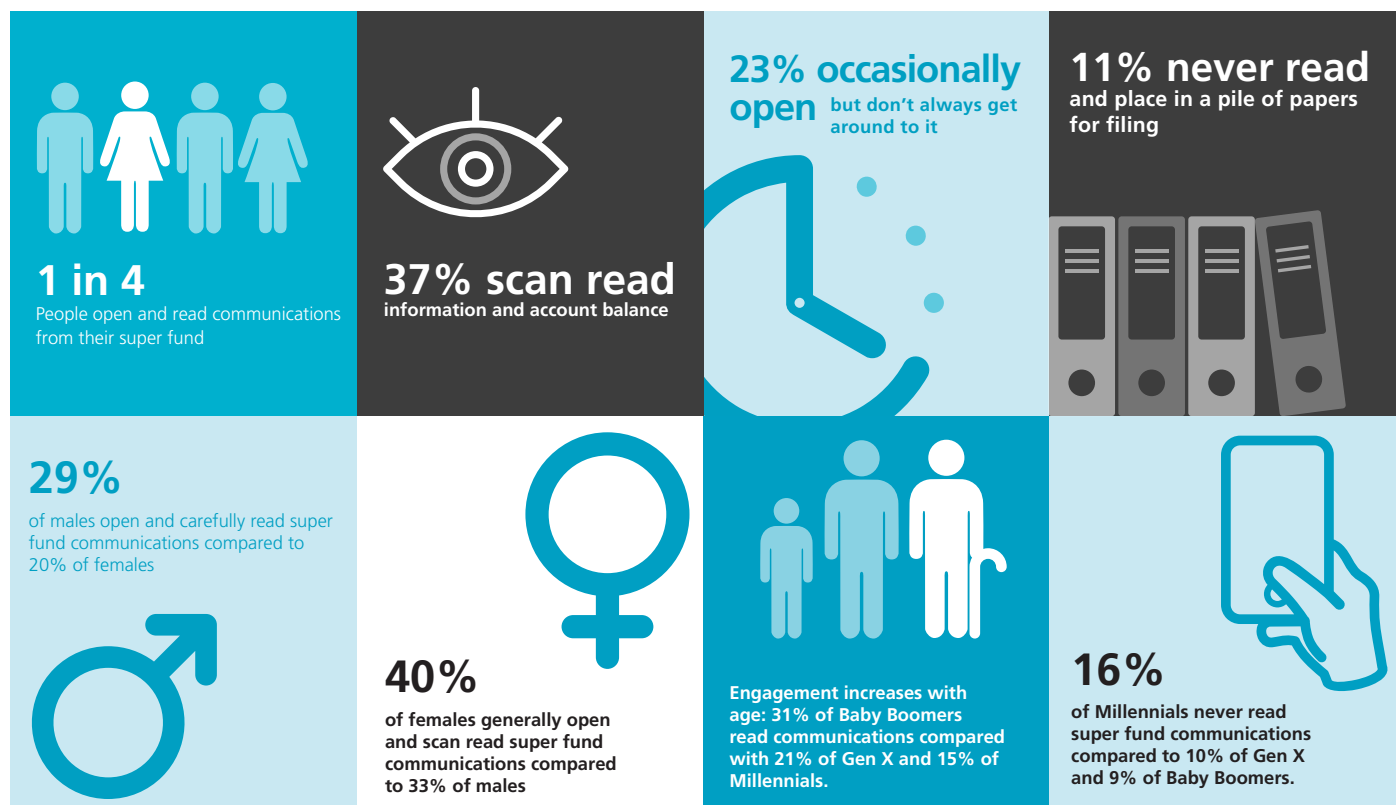 1 in 4
People open and read communications
from their super fund
37% scan read
information and account balance
23% occasionally
open but don’t always get
around to it
11% never read
and place in a pile of papers
for filing
29%
of males open and carefully read super
fund communications compared to
20% of females
40%
of females generally open
and scan read super fund
communications compared
to 33% of males
Engagement increases with
age: 31% of Baby Boomers
read communications compared
with 21% of Gen X and 15% of
Millennials.
16%
of Millennials never read
super fund communications
compared to 10% of Gen X
and 9% of Baby Boomers.